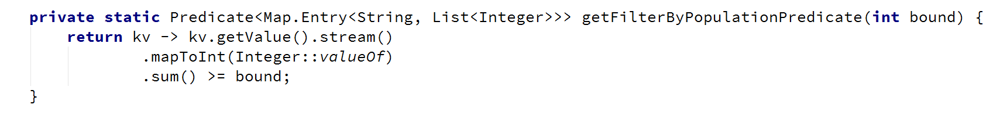 private static Predicate<Map.Entry<String, List<Integer>>> getFilterByPopulationPredicate(int bound) {
    return kv -> kv.getValue().stream()
            .mapToInt(Integer::valueOf)
            .sum() >= bound;
}